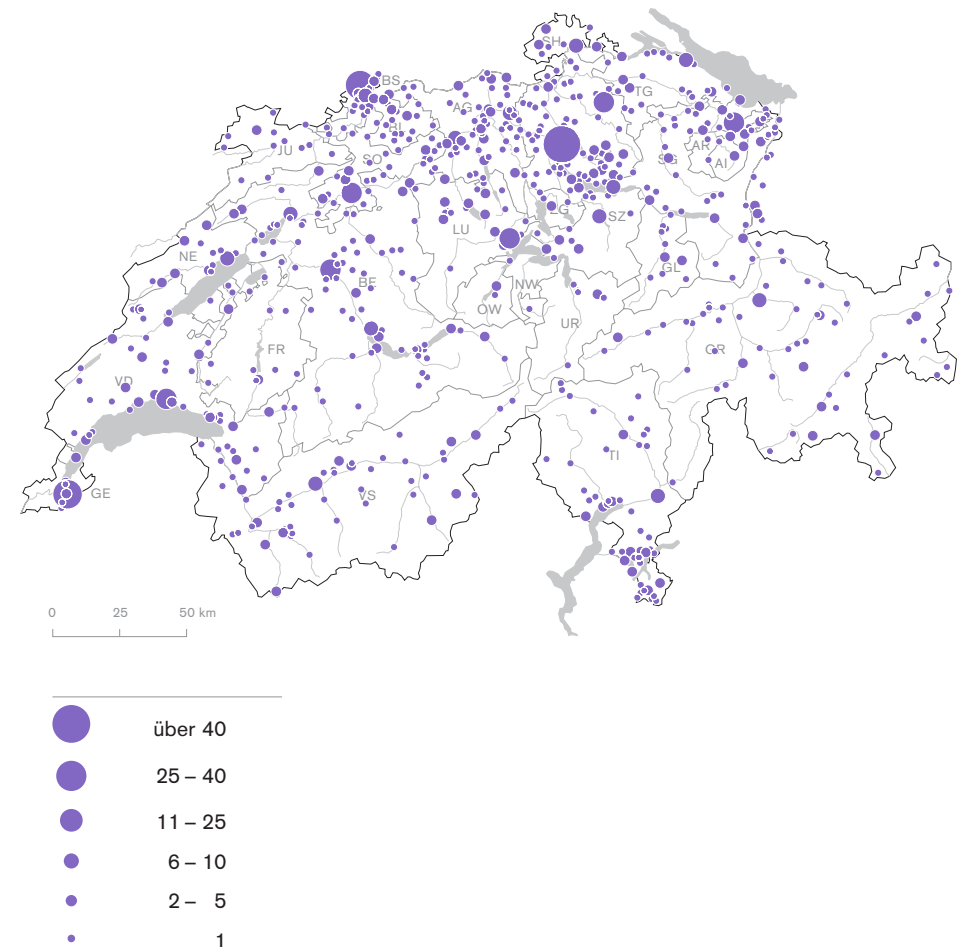 SH
BS
TG
AG
BL
JU
SO
AR
SG
AI
ZG
SZ
LU
NE
GL
BE
NW
OW
UR
FR
GR
VD
TI
GE
VS
0 25 50 km
über 40
25 – 40
11 – 25
6 – 10
2 – 5
1